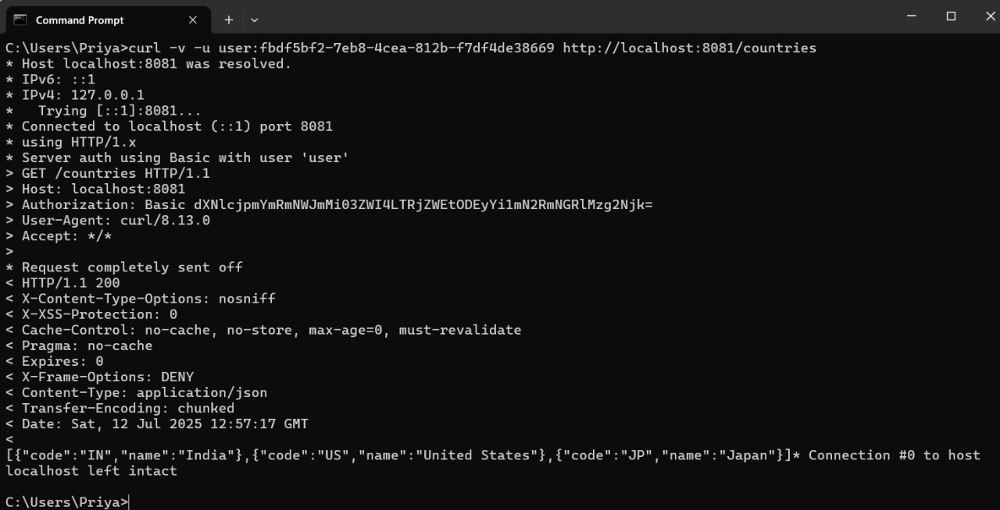 Command Prompt
C:\Users\Priya>curl -v -u user:fbdf5bf2-7eb8-4cea-812b-f7df4de38669 http://localhost:8081/countries
* Host localhost:8081 was resolved.
* IPv6: ::1
* IPv4: 127.0.0.1
*   Trying [::1]:8081...
* Connected to localhost (::1) port 8081
* using HTTP/1.x
* Server auth using Basic with user 'user'
> GET /countries HTTP/1.1
> Host: localhost:8081
> Authorization: Basic dXNlcjpmYmRmNWJmMi03ZWI4LTRjZWEtODEyYi1mN2RmNGRlMzg2Njk=
> User-Agent: curl/8.13.0
> Accept: */*
>
* Request completely sent off
< HTTP/1.1 200
< X-Content-Type-Options: nosniff
< X-XSS-Protection: 0
< Cache-Control: no-cache, no-store, max-age=0, must-revalidate
< Pragma: no-cache
< Expires: 0
< X-Frame-Options: DENY
< Content-Type: application/json
< Transfer-Encoding: chunked
< Date: Sat, 12 Jul 2025 12:57:17 GMT
<
[{"code":"IN","name":"India"},{"code":"US","name":"United States"},{"code":"JP","name":"Japan"}]* Connection #0 to host
localhost left intact
C:\Users\Priya>